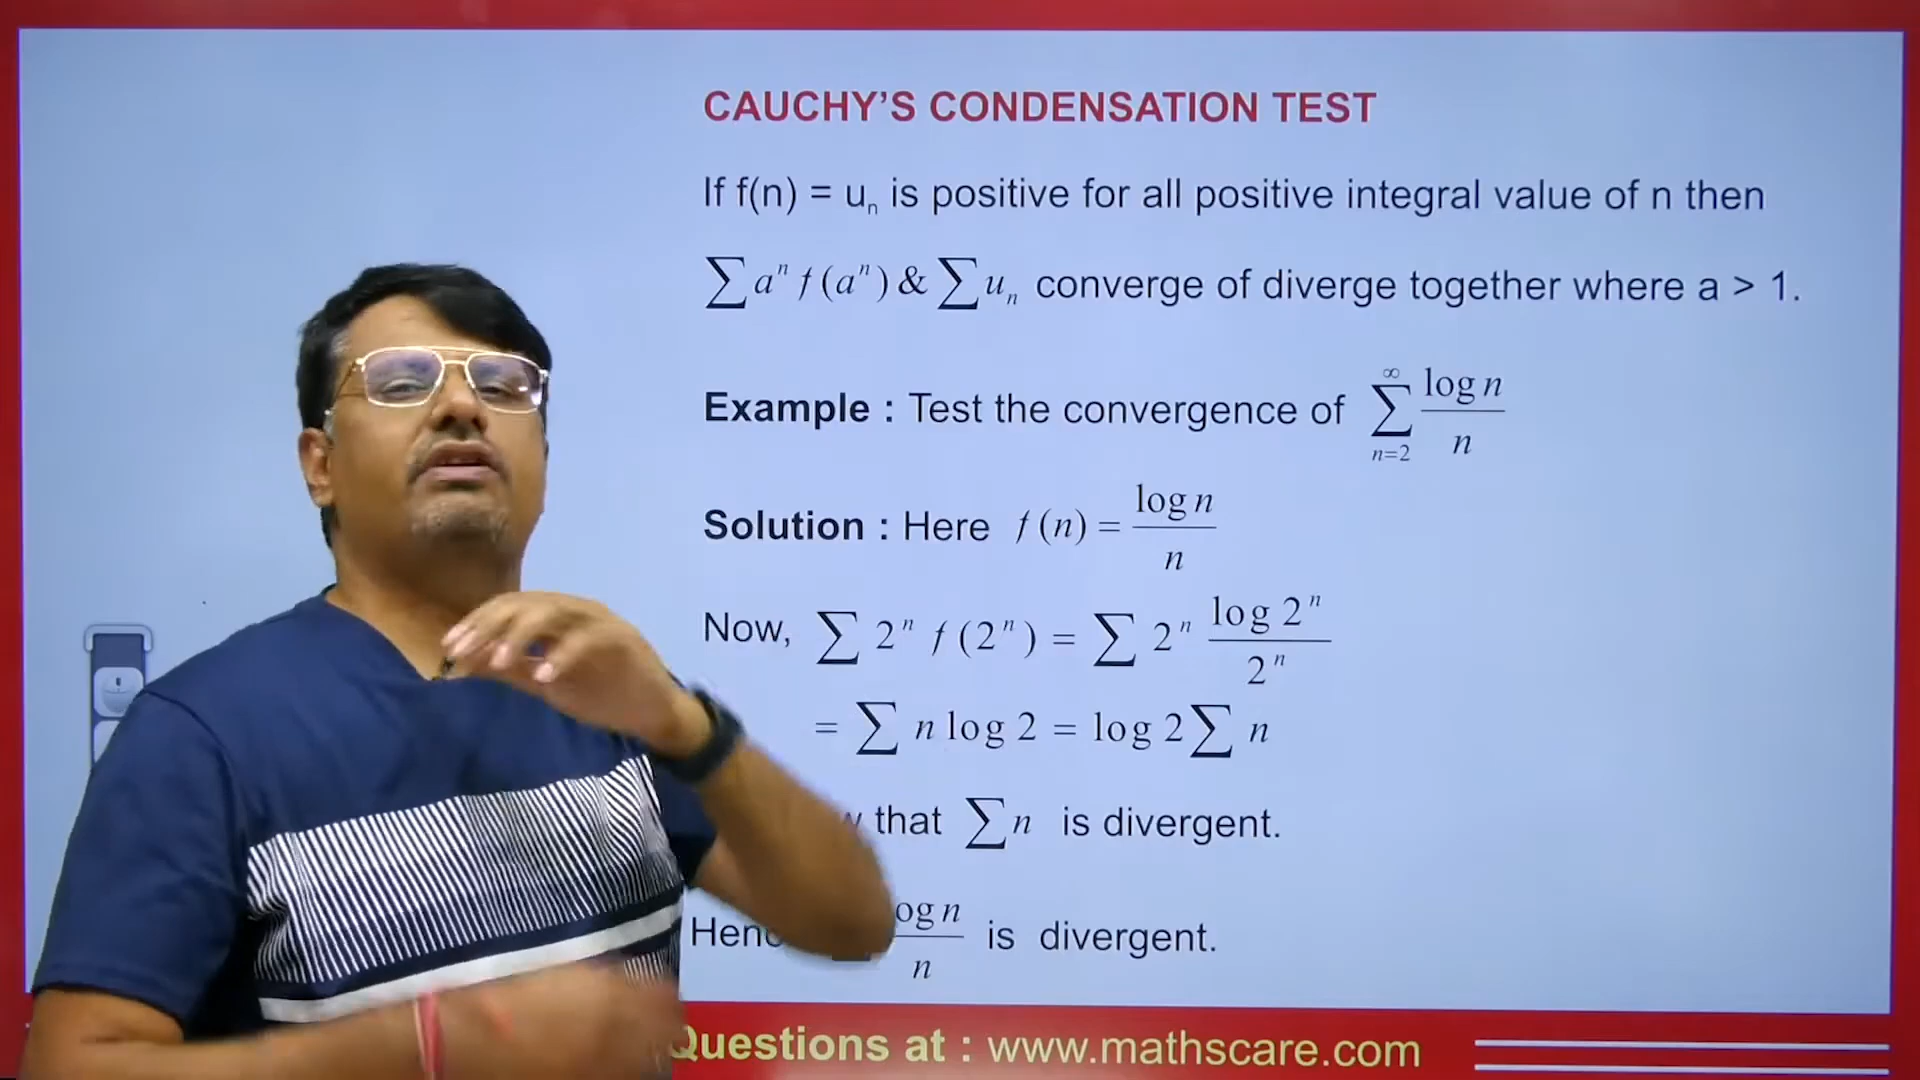 CAUCHY’S CONDENSATION TEST
If f(n) = uₙ is positive for all positive integral value of n then
∑ aⁿ f(aⁿ) & ∑ uₙ converge of diverge together where a > 1.
Example : Test the convergence of ∑_{n=2}^{∞} log n / n
Solution : Here f(n) = log n / n
Now, ∑ 2ⁿ f(2ⁿ) = ∑ 2ⁿ log 2ⁿ / 2ⁿ
= ∑ n log 2 = log 2 ∑ n
that ∑ n is divergent.
log n / n is divergent.
Questions at : www.mathscare.com